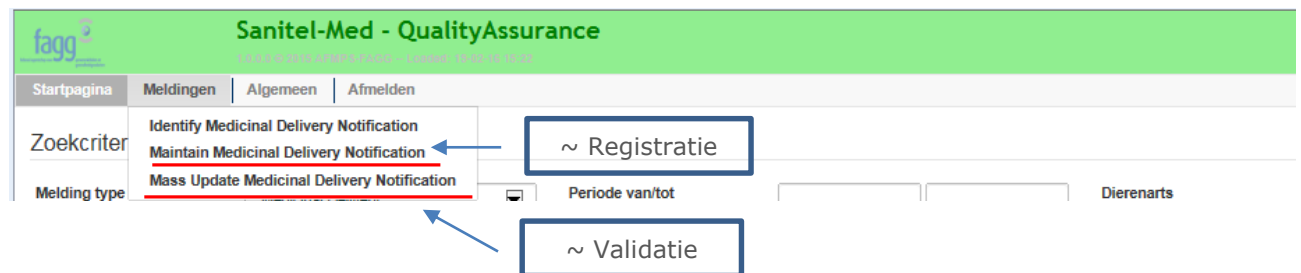 fagg
Sanitel-Med - QualityAssurance
Startpagina Meldingen Algemeen Afmelden
Identify Medicinal Delivery Notification
Zoekcriter
Maintain Medicinal Delivery Notification
~ Registratie
Mass Update Medicinal Delivery Notification
Melding type
Periode van/tot
Dierenarts
~ Validatie